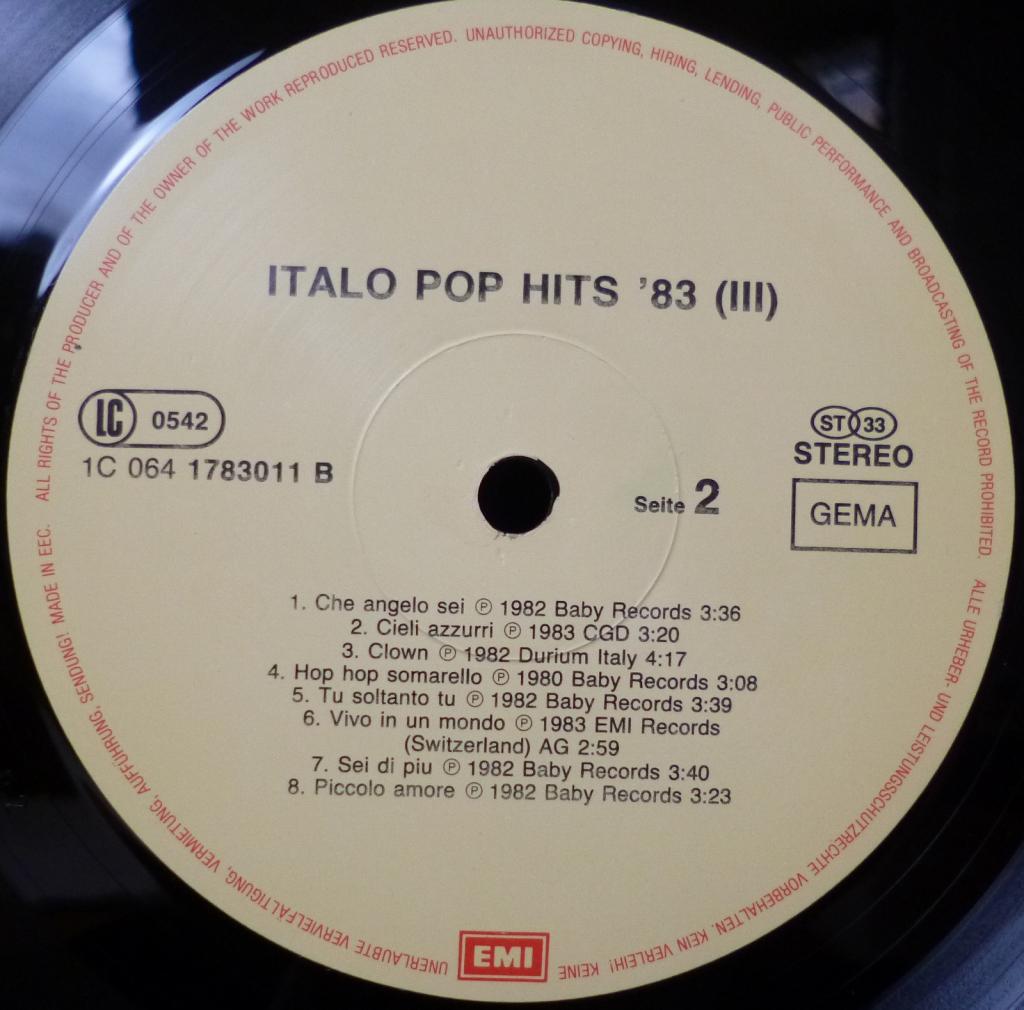 ALL RIGHTS OF THE PRODUCER AND OF THE OWNER OF THE WORK REPRODUCED RESERVED. UNAUTHORIZED COPYING, HIRING, LENDING, PUBLIC PERFORMANCE AND BROADCASTING OF THE RECORD PROHIBITED.
ALLE URHEBER- UND LEISTUNGSSCHUTZRECHTE VORBEHALTEN. KEIN VERLEIH! KEINE UNERLAUBTE VERVIELFÄLTIGUNG, VERMIETUNG, AUFFÜHRUNG, SENDUNG! MADE IN EEC.
ITALO POP HITS '83 (III)
LC 0542
1C 064 1783011 B
ST 33
STEREO
GEMA
Seite 2
1. Che angelo sei ℗ 1982 Baby Records 3:36
2. Cieli azzurri ℗ 1983 CGD 3:20
3. Clown ℗ 1982 Durium Italy 4:17
4. Hop hop somarello ℗ 1980 Baby Records 3:08
5. Tu soltanto tu ℗ 1982 Baby Records 3:39
6. Vivo in un mondo ℗ 1983 EMI Records
(Switzerland) AG 2:59
7. Sei di piu ℗ 1982 Baby Records 3:40
8. Piccolo amore ℗ 1982 Baby Records 3:23
EMI